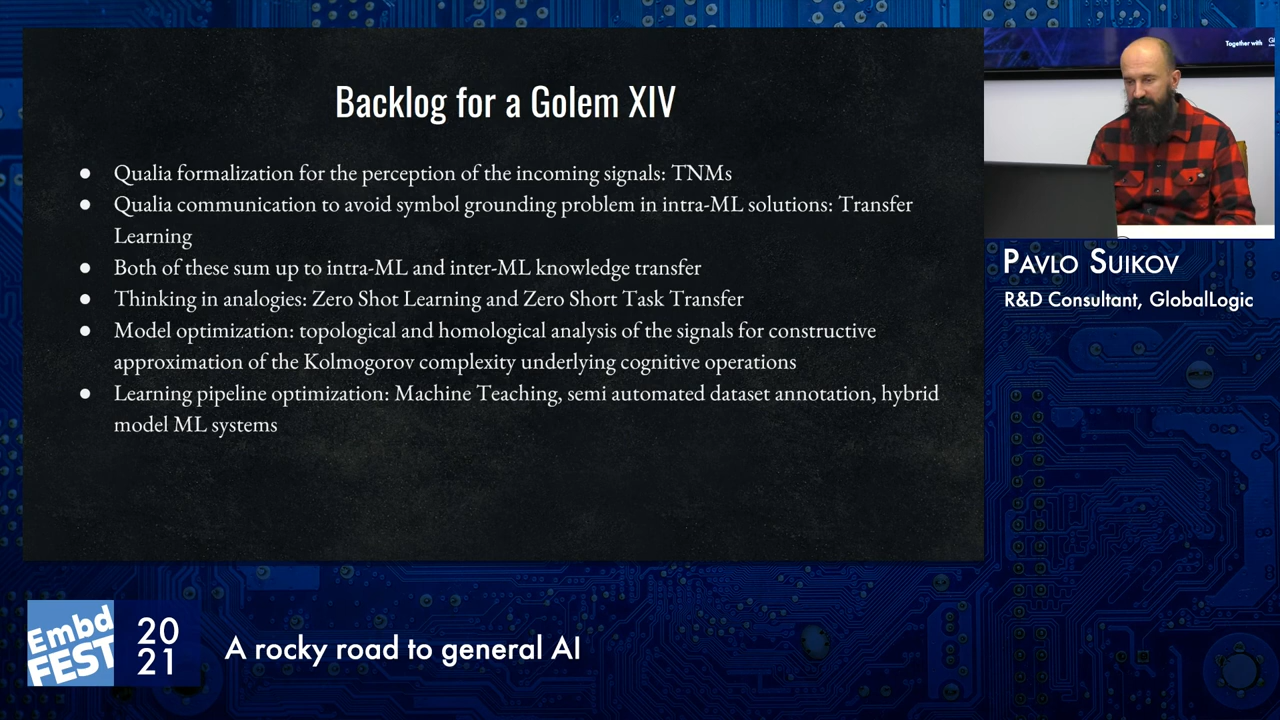 Backlog for a Golem XIV
● Qualia formalization for the perception of the incoming signals: TNMs
● Qualia communication to avoid symbol grounding problem in intra-ML solutions: Transfer
Learning
● Both of these sum up to intra-ML and inter-ML knowledge transfer
● Thinking in analogies: Zero Shot Learning and Zero Short Task Transfer
● Model optimization: topological and homological analysis of the signals for constructive
approximation of the Kolmogorov complexity underlying cognitive operations
● Learning pipeline optimization: Machine Teaching, semi automated dataset annotation, hybrid
model ML systems
Together with
Pavlo Suikov
R&D Consultant, GlobalLogic
Embd
FEST
20
21
A rocky road to general AI